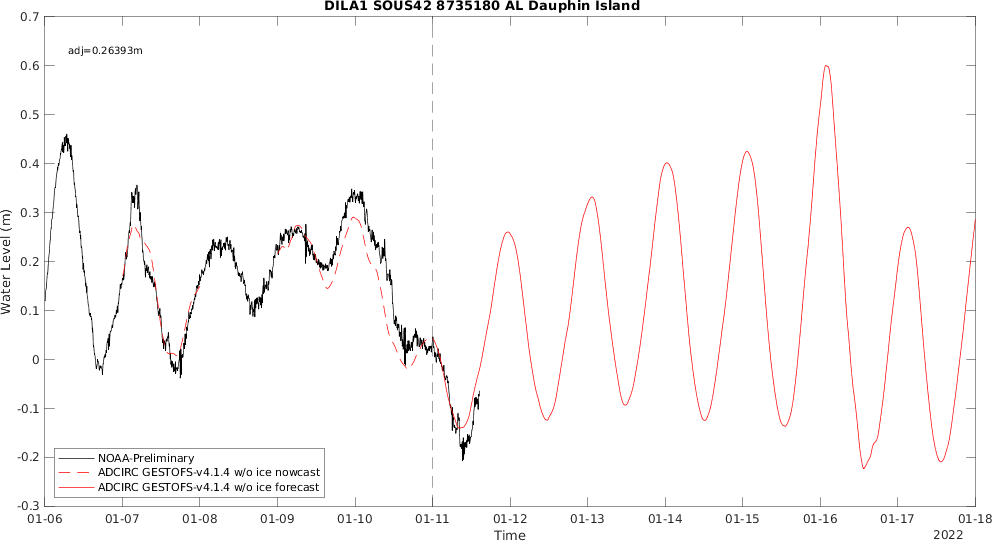 DILA1 SOUS42 8735180 AL Dauphin Island
adj=0.26393m
0.7
0.6
0.5
0.4
0.3
0.2
0.1
0
-0.1
-0.2
-0.3
Water Level (m)
NOAA-Preliminary
ADCIRC GESTOFS-v4.1.4 w/o ice nowcast
ADCIRC GESTOFS-v4.1.4 w/o ice forecast
01-06 01-07 01-08 01-09 01-10 01-11 01-12 01-13 01-14 01-15 01-16 01-17 01-18
Time
2022